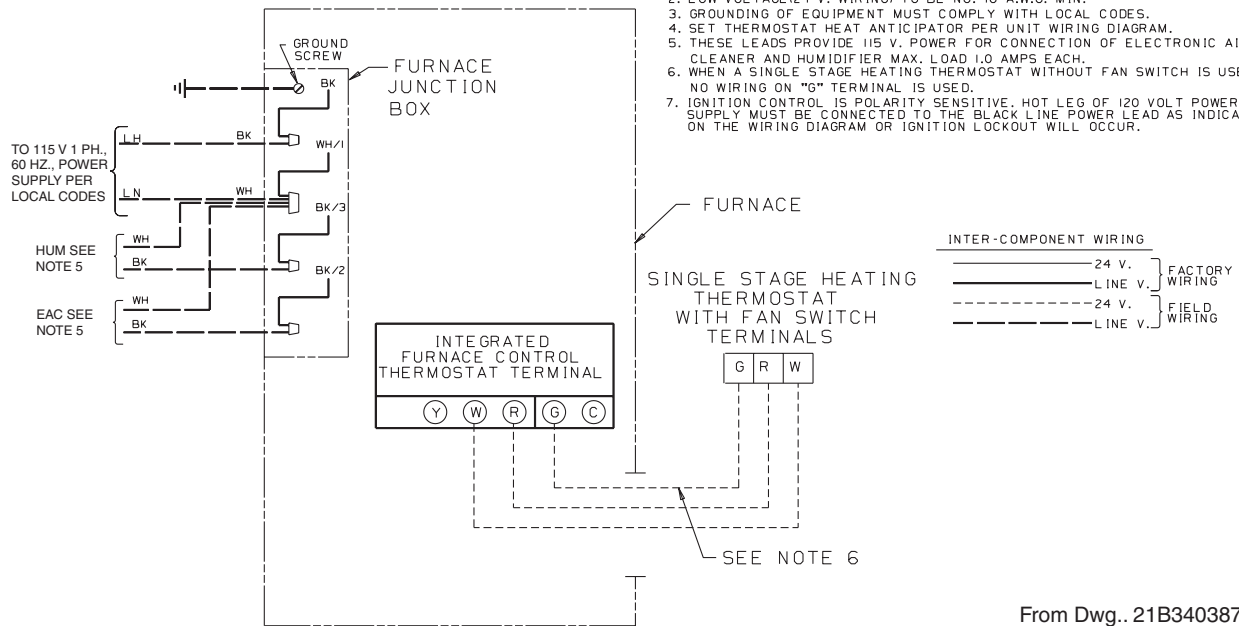 2. LOW VOLTAGE(24 V. WIRING) TO BE NO. 18 A.W.G. MIN.
3. GROUNDING OF EQUIPMENT MUST COMPLY WITH LOCAL CODES.
4. SET THERMOSTAT HEAT ANTICIPATOR PER UNIT WIRING DIAGRAM.
5. THESE LEADS PROVIDE 115 V. POWER FOR CONNECTION OF ELECTRONIC AI
CLEANER AND HUMIDIFIER MAX. LOAD 1.0 AMPS EACH.
6. WHEN A SINGLE STAGE HEATING THERMOSTAT WITHOUT FAN SWITCH IS USE
NO WIRING ON "G" TERMINAL IS USED.
7. IGNITION CONTROL IS POLARITY SENSITIVE. HOT LEG OF 120 VOLT POWER
SUPPLY MUST BE CONNECTED TO THE BLACK LINE POWER LEAD AS INDICA
ON THE WIRING DIAGRAM OR IGNITION LOCKOUT WILL OCCUR.
GROUND
SCREW
BK
FURNACE
JUNCTION
BOX
TO 115 V 1 PH.,
60 HZ., POWER
SUPPLY PER
LOCAL CODES
LH
BK
WH/1
LN
WH
BK/3
HUM SEE
NOTE 5
WH
BK
BK/2
EAC SEE
NOTE 5
WH
BK
FURNACE
INTER-COMPONENT WIRING
24 V.
LINE V.
FACTORY
WIRING
24 V.
LINE V.
FIELD
WIRING
SINGLE STAGE HEATING
THERMOSTAT
WITH FAN SWITCH
TERMINALS
G R W
INTEGRATED
FURNACE CONTROL
THERMOSTAT TERMINAL
Y W R G C
SEE NOTE 6
From Dwg.. 21B340387